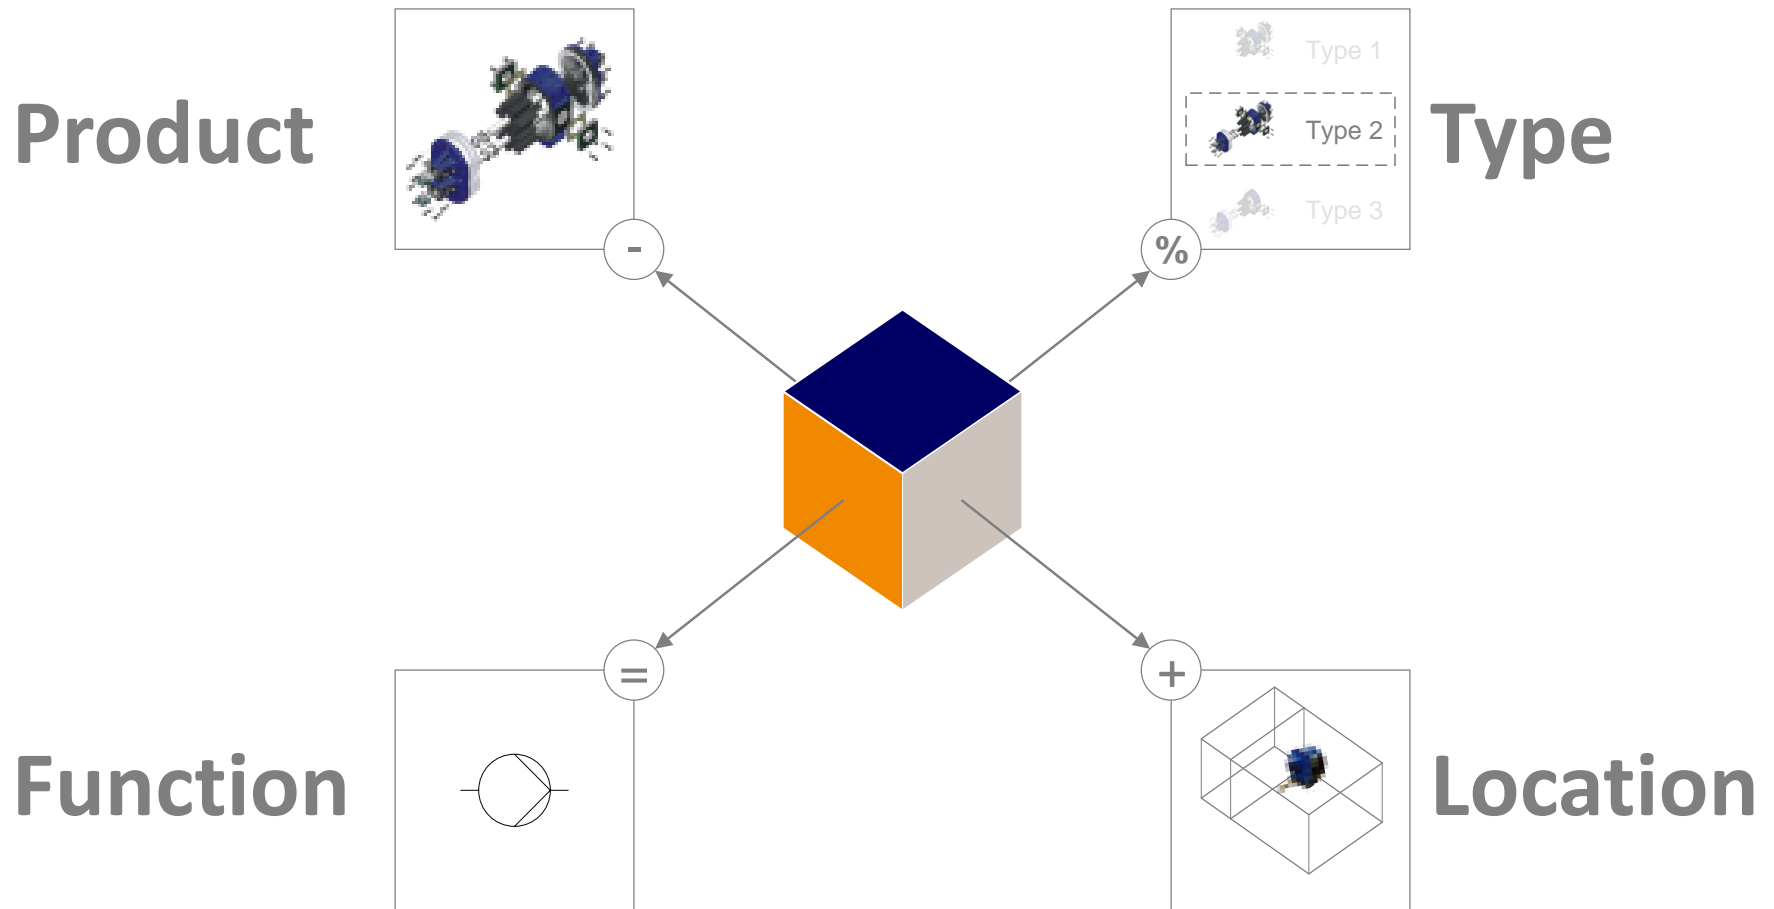 Product
Type 1
Type 2
Type 3
Type
-
%
=
+
Function
Location